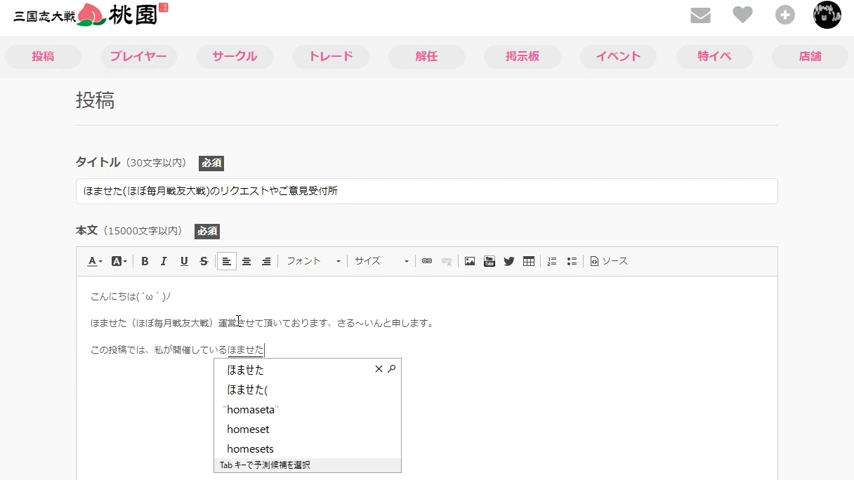 三国志大戦 桃園
投稿 プレイヤー サークル トレード 解任 掲示板 イベント 特イベ 店舗
投稿
タイトル（30文字以内） 必須
ほませた(ほぼ毎月戦友大戦)のリクエストやご意見受付所
本文（15000文字以内） 必須
A A B I U S フォント サイズ ソース
こんにちは(´ω｀)ﾉ
ほませた（ほぼ毎月戦友大戦）運営させて頂いております、さる～いんと申します。
この投稿では、私が開催しているほませた
ほませた
ほませた(
"homaseta"
homeset
homesets
Tab キーで予測候補を選択